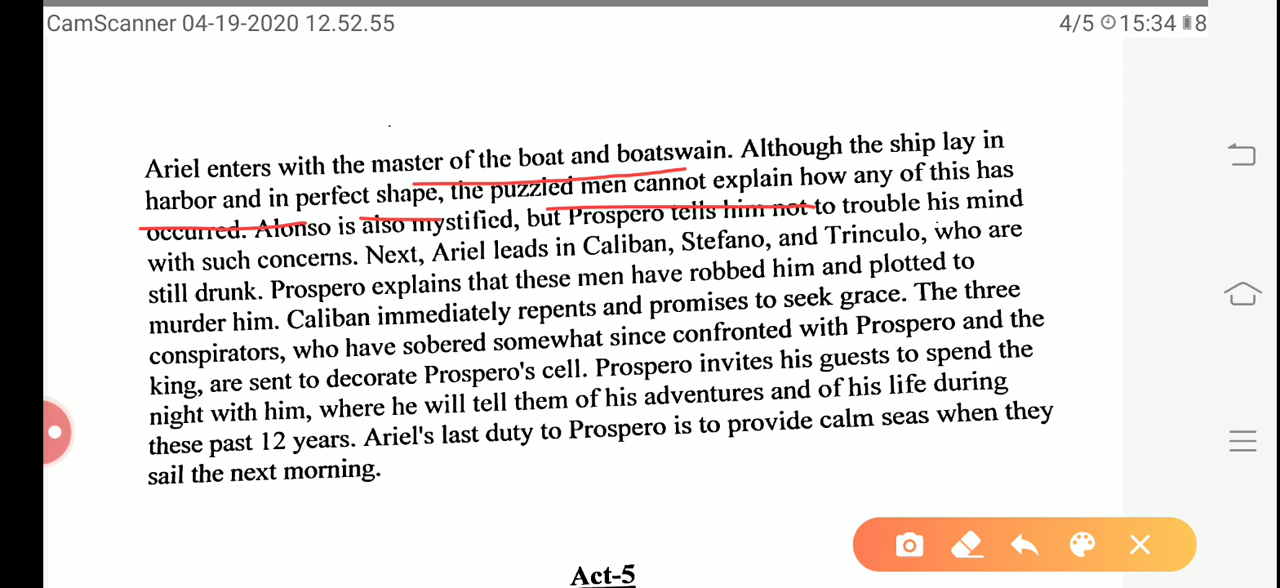 CamScanner 04-19-2020 12.52.55
4/5 15:34 8
Ariel enters with the master of the boat and boatswain. Although the ship lay in
harbor and in perfect shape, the puzzled men cannot explain how any of this has
occurred. Alonso is also mystified, but Prospero tells him not to trouble his mind
with such concerns. Next, Ariel leads in Caliban, Stefano, and Trinculo, who are
still drunk. Prospero explains that these men have robbed him and plotted to
murder him. Caliban immediately repents and promises to seek grace. The three
conspirators, who have sobered somewhat since confronted with Prospero and the
king, are sent to decorate Prospero's cell. Prospero invites his guests to spend the
night with him, where he will tell them of his adventures and of his life during
these past 12 years. Ariel's last duty to Prospero is to provide calm seas when they
sail the next morning.
Act-5